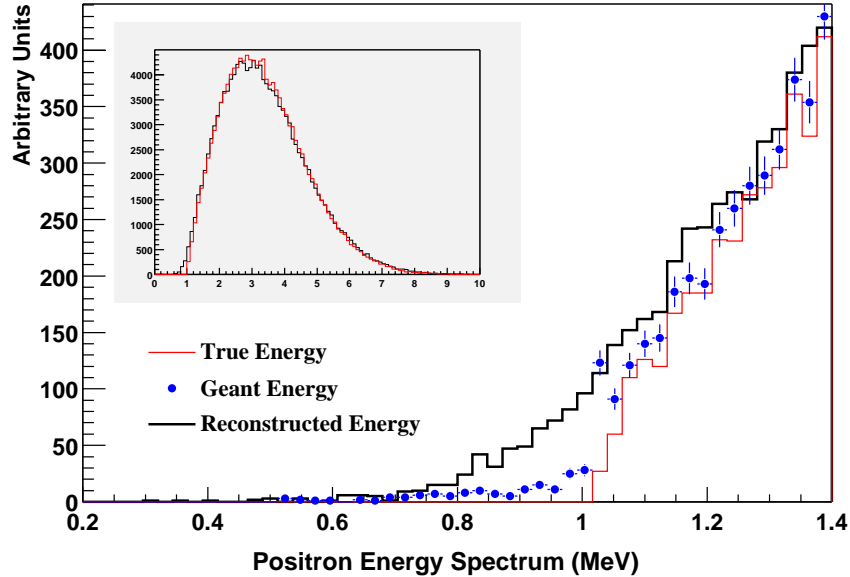 Arbitrary Units
400
350
300
250
200
150
100
50
0
4000
3500
3000
2500
2000
1500
1000
500
0
0 1 2 3 4 5 6 7 8 9 10
True Energy
Geant Energy
Reconstructed Energy
0.2 0.4 0.6 0.8 1 1.2 1.4
Positron Energy Spectrum (MeV)